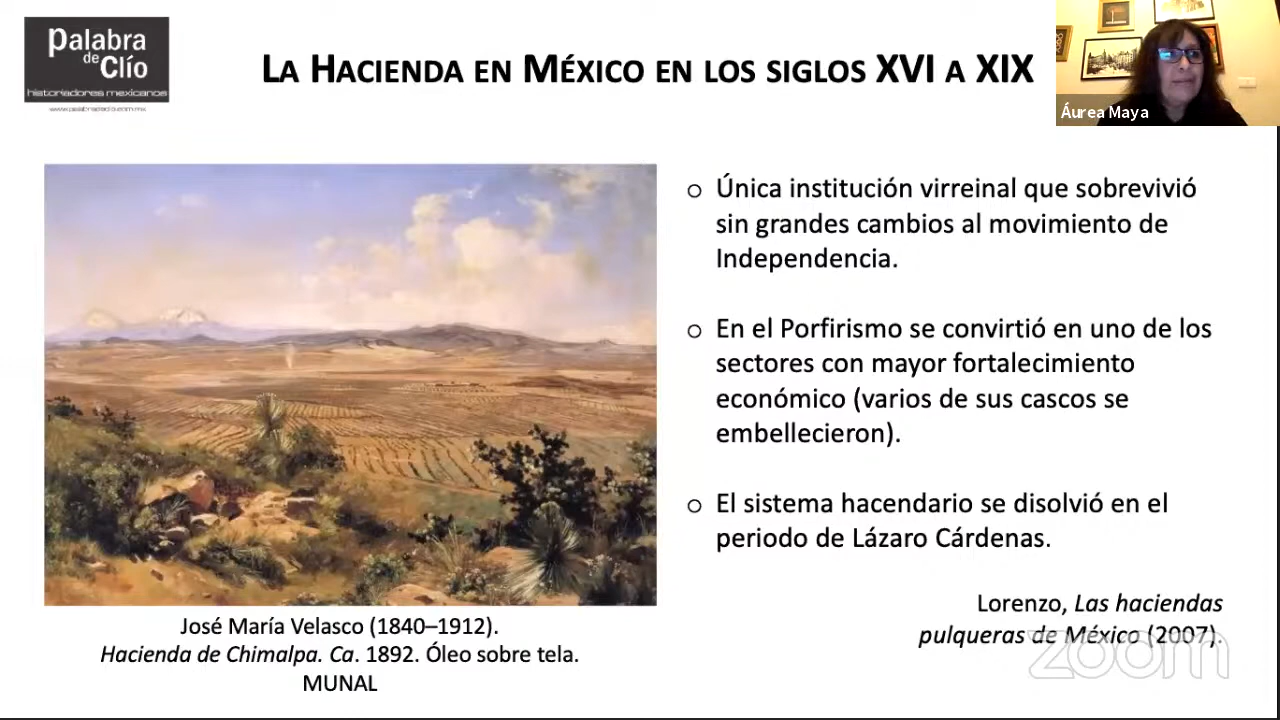 Palabra
de
Clío
historiadores mexicanos
www.palabradeclio.com.mx
LA HACIENDA EN MÉXICO EN LOS SIGLOS XVI A XIX
Áurea Maya
Única institución virreinal que sobrevivió
sin grandes cambios al movimiento de
Independencia.
En el Porfirismo se convirtió en uno de los
sectores con mayor fortalecimiento
económico (varios de sus cascos se
embellecieron).
El sistema hacendario se disolvió en el
periodo de Lázaro Cárdenas.
Lorenzo, Las haciendas
pulqueras de México (2007).
José María Velasco (1840–1912).
Hacienda de Chimalpa. Ca. 1892. Óleo sobre tela.
MUNAL
zoom